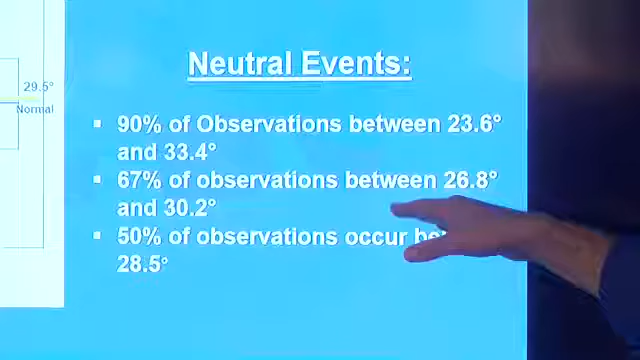 29.5°
Normal
Neutral Events:
▪ 90% of Observations between 23.6°
and 33.4°
▪ 67% of observations between 26.8°
and 30.2°
▪ 50% of observations occur
28.5°